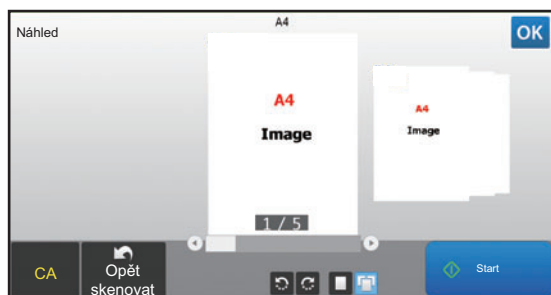 Náhled
A4
OK
A4
Image
A4
Image
1 / 5
CA
Opět
skenovat
Start